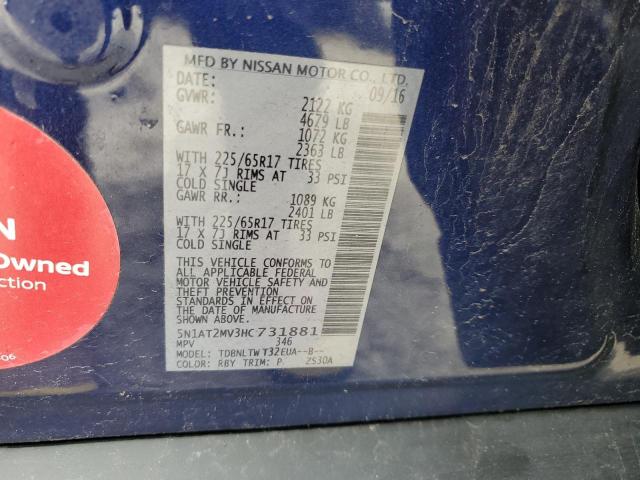 MFD BY NISSAN MOTOR CO., LTD.
DATE: 09/16
GVWR: 2122 KG
4679 LB
GAWR FR.: 1072 KG
2363 LB
WITH 225/65R17 TIRES
17 X 7J RIMS AT 33 PSI
COLD SINGLE
GAWR RR.: 1089 KG
2401 LB
WITH 225/65R17 TIRES
17 X 7J RIMS AT 33 PSI
COLD SINGLE
THIS VEHICLE CONFORMS TO
ALL APPLICABLE FEDERAL
MOTOR VEHICLE SAFETY
AND THEFT PREVENTION
STANDARDS IN EFFECT ON
THE DATE OF MANUFACTURE
SHOWN ABOVE.
5N1AT2MV3HC731881
MPV 346
MODEL: TDBNLTWT32EUA--B--
COLOR: RBY TRIM: P ZS30A
N
Owned
ction
06